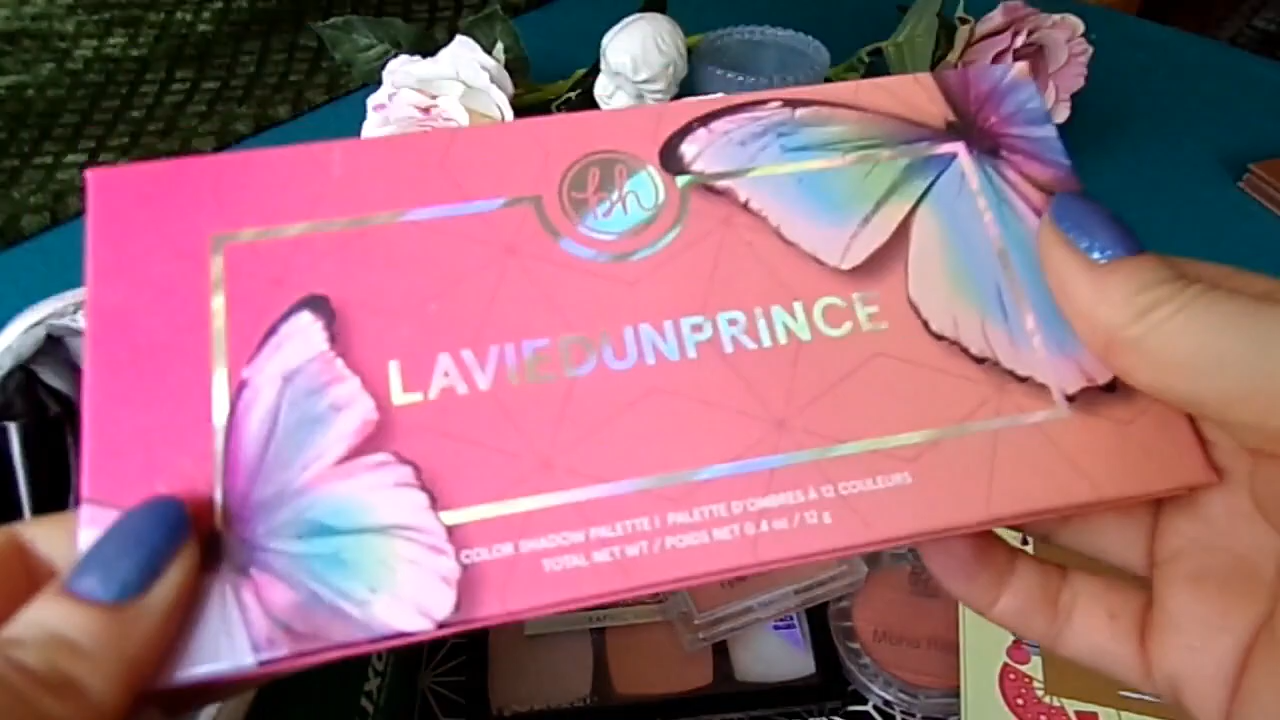 bh
LAVIEDUNPRINCE
COLOR SHADOW PALETTE | PALETTE D'OMBRES À 12 COULEURS
TOTAL NET WT / POIDS NET 0.4 oz / 12 g